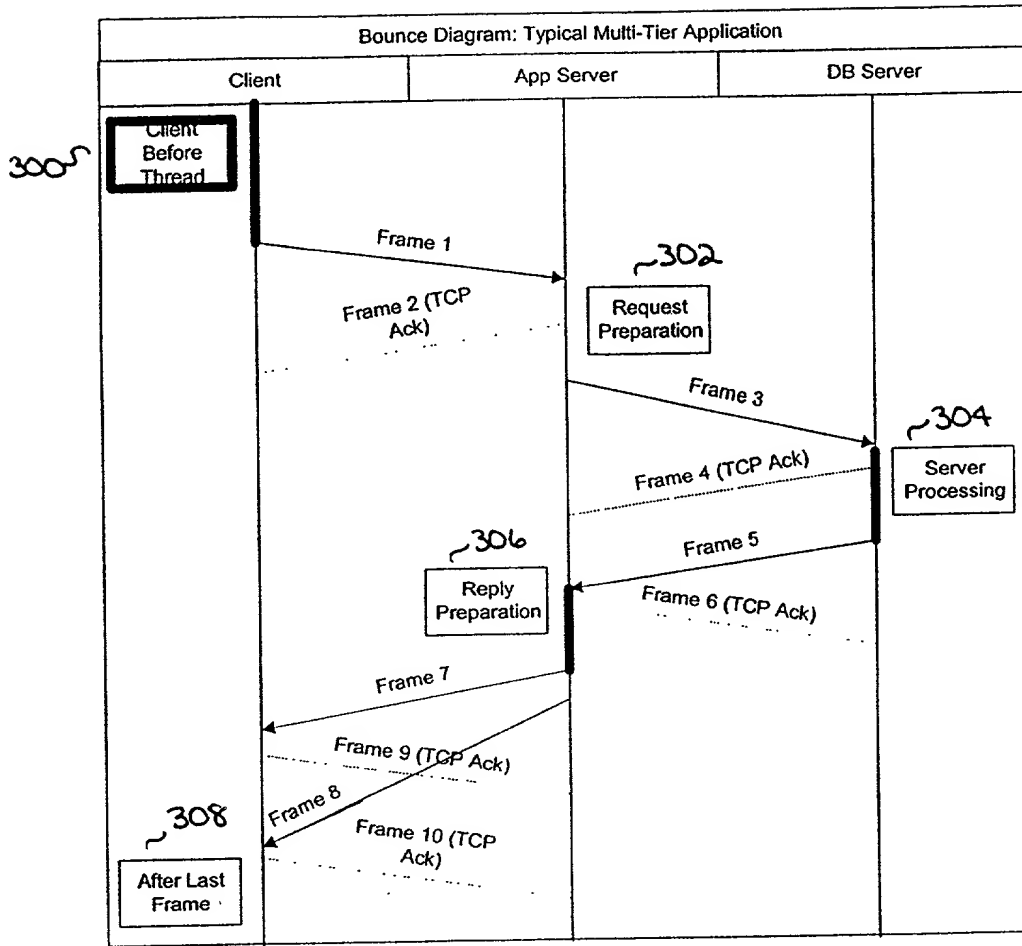 Bounce Diagram: Typical Multi-Tier Application
Client
App Server
DB Server
300
Client
Before
Thread
Frame 1
302
Frame 2 (TCP
Ack)
Request
Preparation
Frame 3
304
Frame 4 (TCP Ack)
Server
Processing
306
Frame 5
Reply
Preparation
Frame 6 (TCP Ack)
Frame 7
Frame 9 (TCP Ack)
Frame 8
308
Frame 10 (TCP
Ack)
After Last
Frame